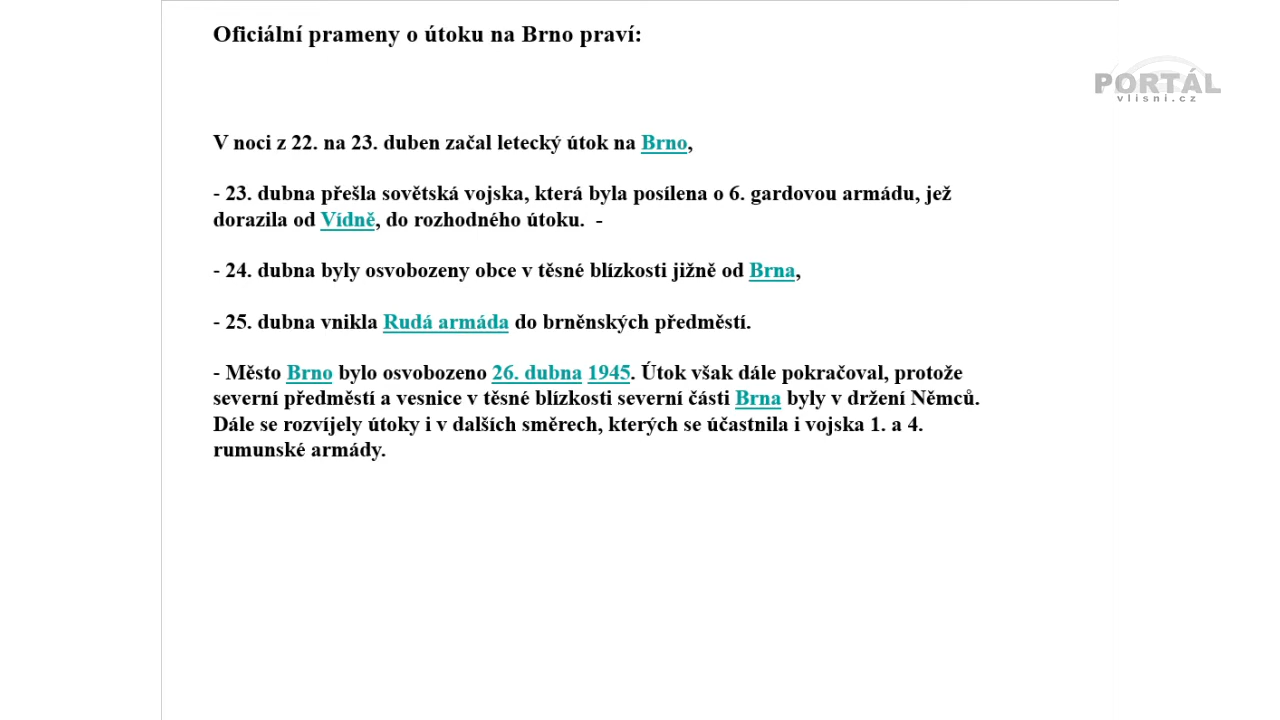 Oficiální prameny o útoku na Brno praví:
PORTÁL
vlisni.cz
V noci z 22. na 23. duben začal letecký útok na Brno,
- 23. dubna přešla sovětská vojska, která byla posílena o 6. gardovou armádu, jež
dorazila od Vídně, do rozhodného útoku.  -
- 24. dubna byly osvobozeny obce v těsné blízkosti jižně od Brna,
- 25. dubna vnikla Rudá armáda do brněnských předměstí.
- Město Brno bylo osvobozeno 26. dubna 1945. Útok však dále pokračoval, protože
severní předměstí a vesnice v těsné blízkosti severní části Brna byly v držení Němců.
Dále se rozvíjely útoky i v dalších směrech, kterých se účastnila i vojska 1. a 4.
rumunské armády.